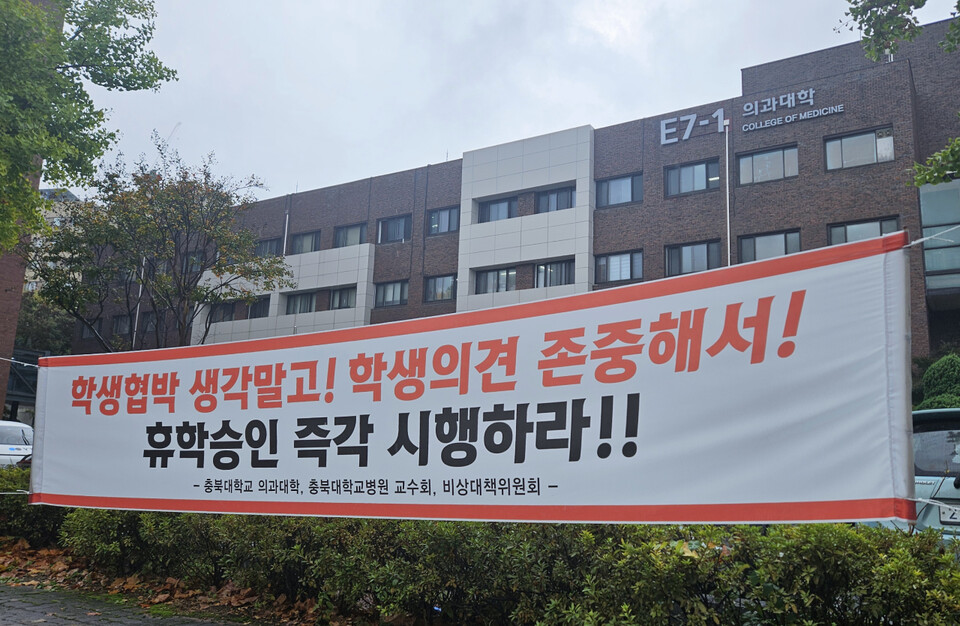 E7-1 의과대학
COLLEGE OF MEDICINE
학생협박 생각말고! 학생의견 존중해서!
휴학승인 즉각 시행하라!!
- 충북대학교 의과대학, 충북대학교병원 교수회, 비상대책위원회 -